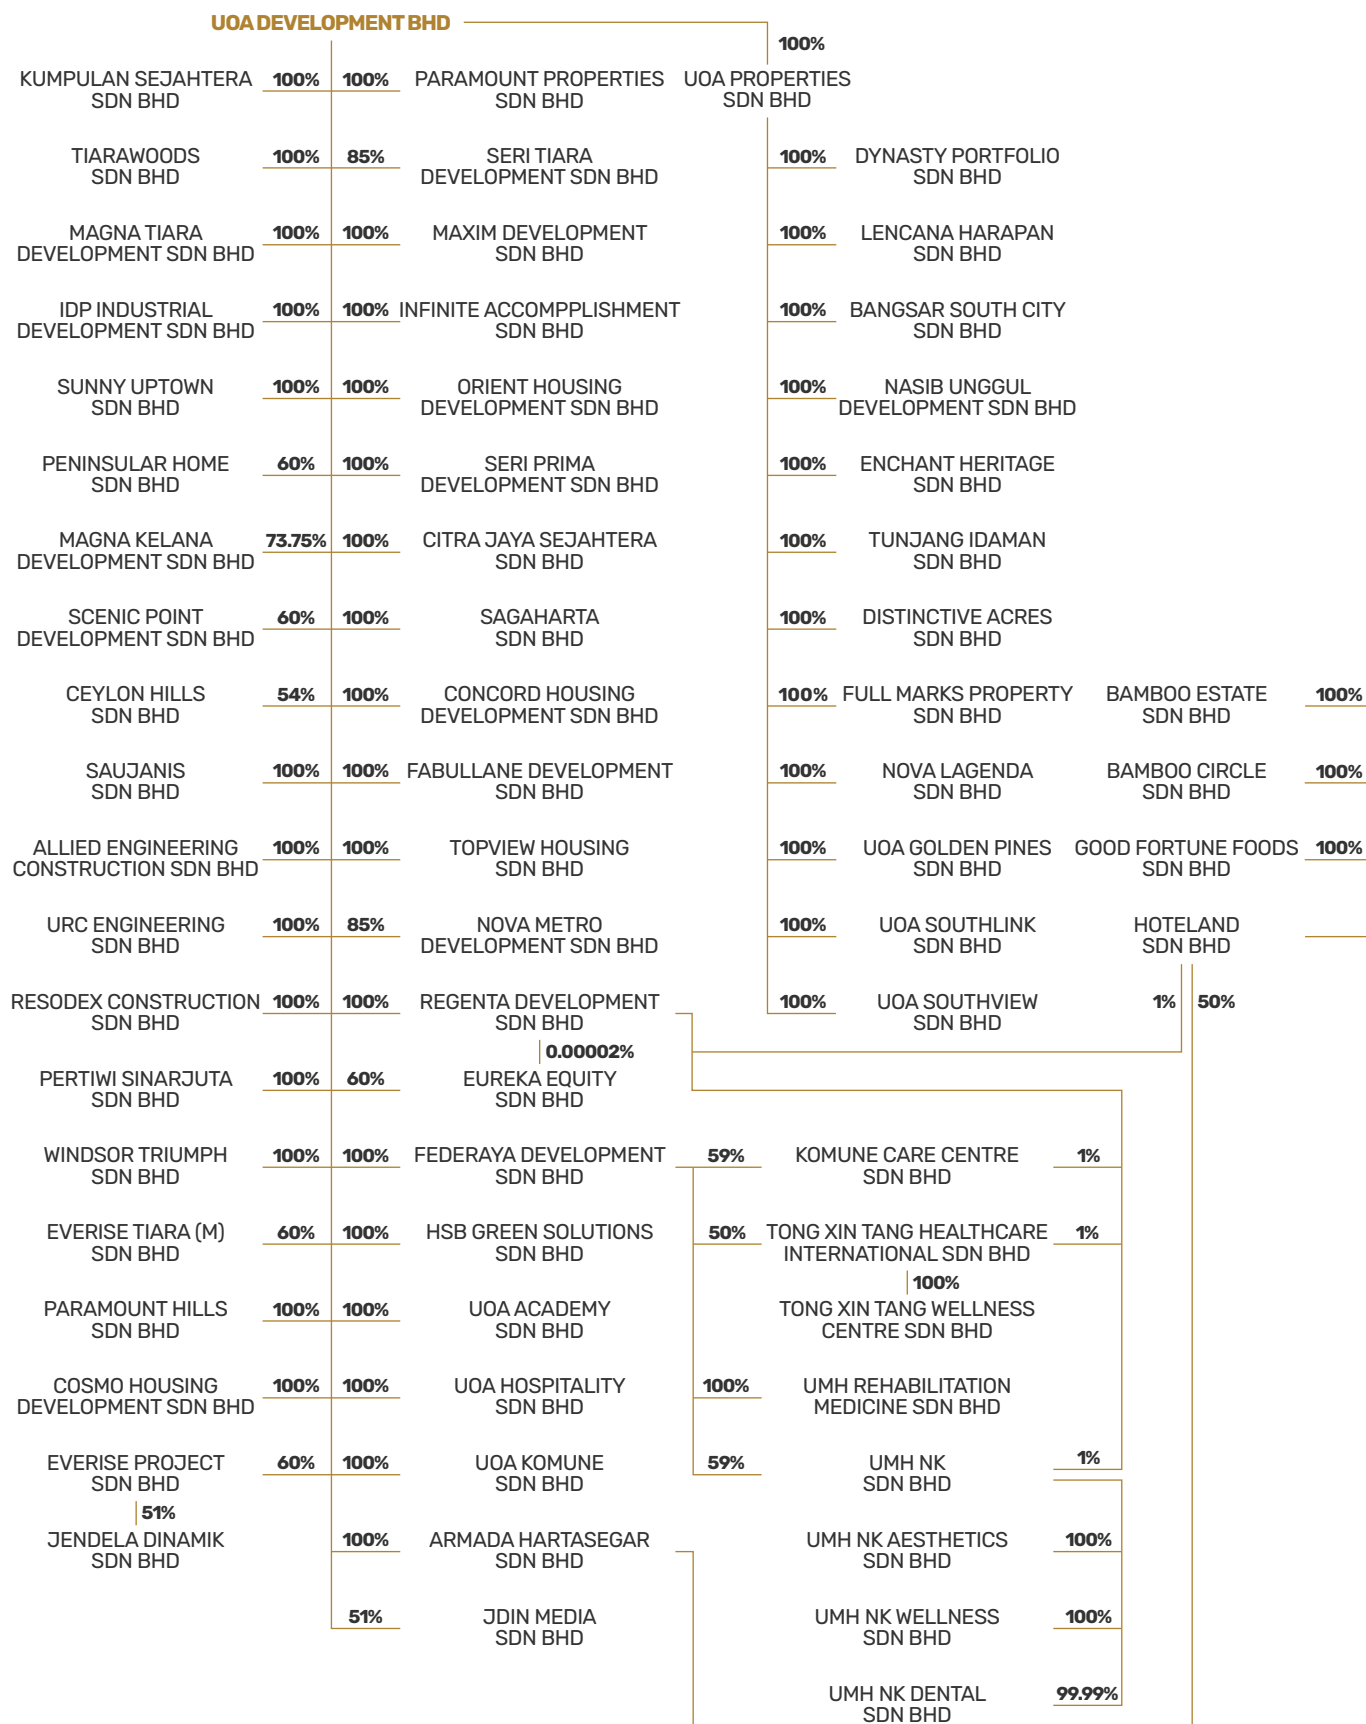 UOA DEVELOPMENT BHD
100%
KUMPULAN SEJAHTERA
SDN BHD
100%
100%
PARAMOUNT PROPERTIES
SDN BHD
UOA PROPERTIES
SDN BHD
TIARAWOODS
SDN BHD
100%
85%
SERI TIARA
DEVELOPMENT SDN BHD
100%
DYNASTY PORTFOLIO
SDN BHD
MAGNA TIARA
DEVELOPMENT SDN BHD
100%
100%
MAXIM DEVELOPMENT
SDN BHD
100%
LENCANA HARAPAN
SDN BHD
IDP INDUSTRIAL
DEVELOPMENT SDN BHD
100%
100%
INFINITE ACCOMPPLISHMENT
SDN BHD
100%
BANGSAR SOUTH CITY
SDN BHD
SUNNY UPTOWN
SDN BHD
100%
100%
ORIENT HOUSING
DEVELOPMENT SDN BHD
100%
NASIB UNGGUL
DEVELOPMENT SDN BHD
PENINSULAR HOME
SDN BHD
60%
100%
SERI PRIMA
DEVELOPMENT SDN BHD
100%
ENCHANT HERITAGE
SDN BHD
MAGNA KELANA
DEVELOPMENT SDN BHD
73.75%
100%
CITRA JAYA SEJAHTERA
SDN BHD
100%
TUNJANG IDAMAN
SDN BHD
SCENIC POINT
DEVELOPMENT SDN BHD
60%
100%
SAGAHARTA
SDN BHD
100%
DISTINCTIVE ACRES
SDN BHD
CEYLON HILLS
SDN BHD
54%
100%
CONCORD HOUSING
DEVELOPMENT SDN BHD
100%
FULL MARKS PROPERTY
SDN BHD
BAMBOO ESTATE
SDN BHD
100%
SAUJANIS
SDN BHD
100%
100%
FABULLANE DEVELOPMENT
SDN BHD
100%
NOVA LAGENDA
SDN BHD
BAMBOO CIRCLE
SDN BHD
100%
ALLIED ENGINEERING
CONSTRUCTION SDN BHD
100%
100%
TOPVIEW HOUSING
SDN BHD
100%
UOA GOLDEN PINES
SDN BHD
GOOD FORTUNE FOODS
SDN BHD
100%
URC ENGINEERING
SDN BHD
100%
85%
NOVA METRO
DEVELOPMENT SDN BHD
100%
UOA SOUTHLINK
SDN BHD
HOTELAND
SDN BHD
RESODEX CONSTRUCTION
SDN BHD
100%
100%
REGENTA DEVELOPMENT
SDN BHD
100%
UOA SOUTHVIEW
SDN BHD
1%
50%
0.00002%
PERTIWI SINARJUTA
SDN BHD
100%
60%
EUREKA EQUITY
SDN BHD
WINDSOR TRIUMPH
SDN BHD
100%
100%
FEDERAYA DEVELOPMENT
SDN BHD
59%
KOMUNE CARE CENTRE
SDN BHD
1%
EVERISE TIARA (M)
SDN BHD
60%
100%
HSB GREEN SOLUTIONS
SDN BHD
50%
TONG XIN TANG HEALTHCARE
INTERNATIONAL SDN BHD
1%
100%
PARAMOUNT HILLS
SDN BHD
100%
100%
UOA ACADEMY
SDN BHD
TONG XIN TANG WELLNESS
CENTRE SDN BHD
COSMO HOUSING
DEVELOPMENT SDN BHD
100%
100%
UOA HOSPITALITY
SDN BHD
100%
UMH REHABILITATION
MEDICINE SDN BHD
EVERISE PROJECT
SDN BHD
60%
100%
UOA KOMUNE
SDN BHD
59%
UMH NK
SDN BHD
1%
51%
JENDELA DINAMIK
SDN BHD
100%
ARMADA HARTASEGAR
SDN BHD
UMH NK AESTHETICS
SDN BHD
100%
51%
JDIN MEDIA
SDN BHD
UMH NK WELLNESS
SDN BHD
100%
UMH NK DENTAL
SDN BHD
99.99%